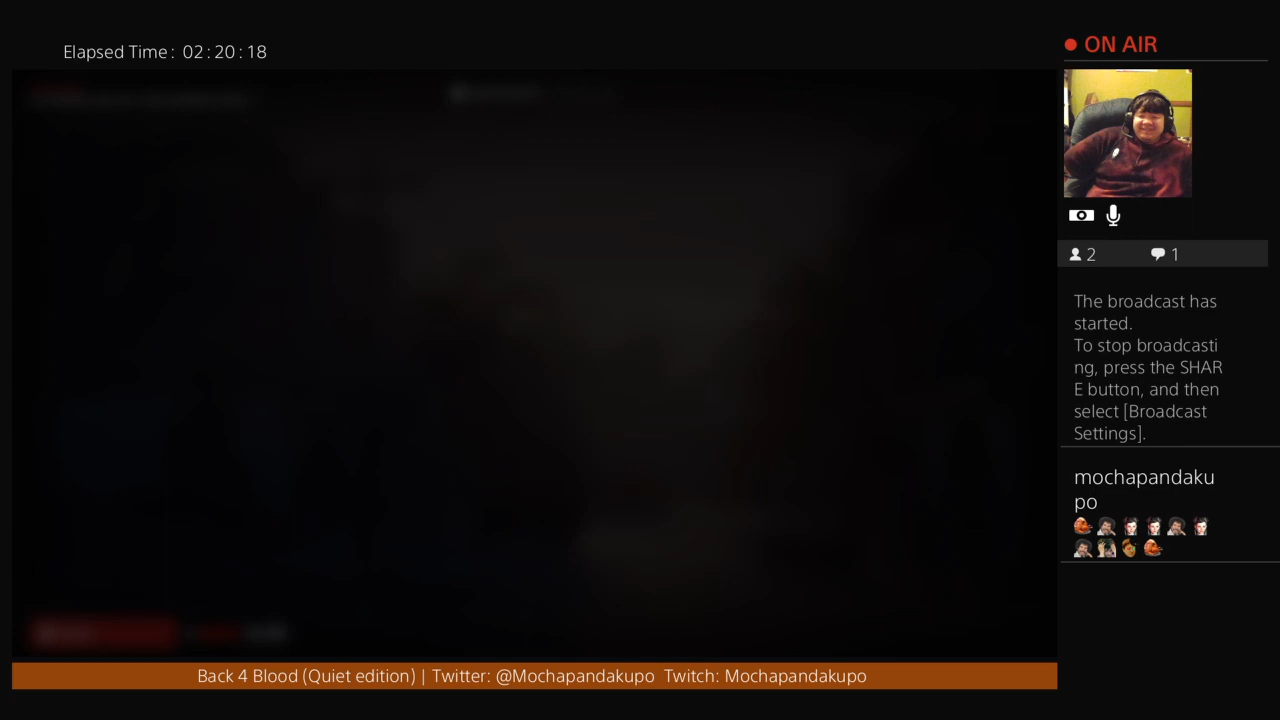 Elapsed Time: 02:20:18
ON AIR
2 1
The broadcast has
started.
To stop broadcasti
ng, press the SHAR
E button, and then
select [Broadcast
Settings].
mochapandaku
po
Back 4 Blood (Quiet edition) | Twitter: @Mochapandakupo Twitch: Mochapandakupo